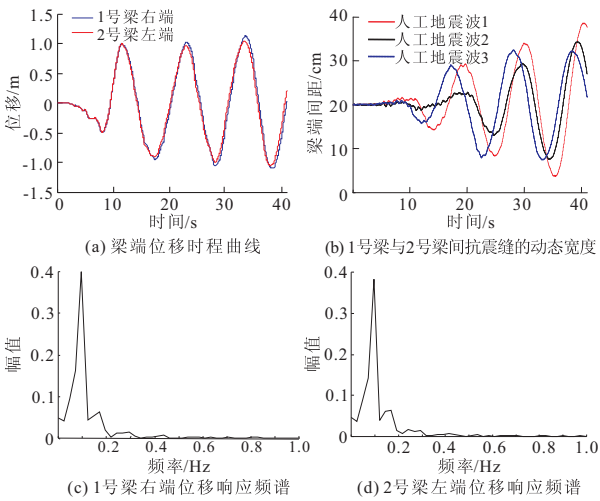 1.5
1.0
0.5
0
-0.5
-1.0
-1.5
位移/m
1号梁右端
2号梁左端
0
10
20
30
40
时间/s
(a) 梁端位移时程曲线
40
30
20
10
0
梁端间距/cm
人工地震波1
人工地震波2
人工地震波3
0
10
20
30
40
时间/s
(b) 1号梁与2号梁间抗震缝的动态宽度
0.4
0.3
0.2
0.1
0
幅值
0.2
0.4
0.6
0.8
1.0
频率/Hz
(c) 1号梁右端位移响应频谱
0.4
0.3
0.2
0.1
0
幅值
0.2
0.4
0.6
0.8
1.0
频率/Hz
(d) 2号梁左端位移响应频谱